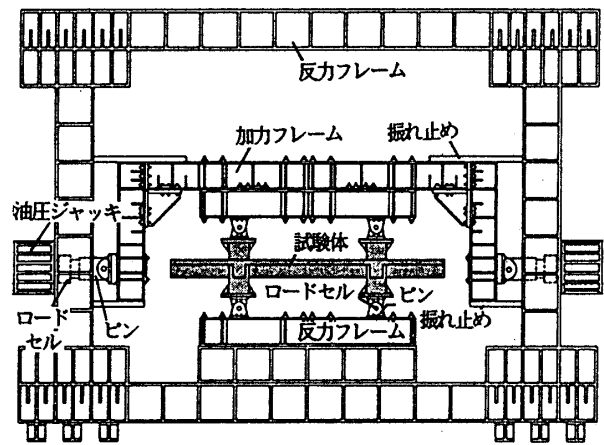 反力フレーム
加力フレーム
振れ止め
油圧ジャッキ
試験体
ロードセル
ピン
ロード
セル
ピン
反力フレーム
振れ止め